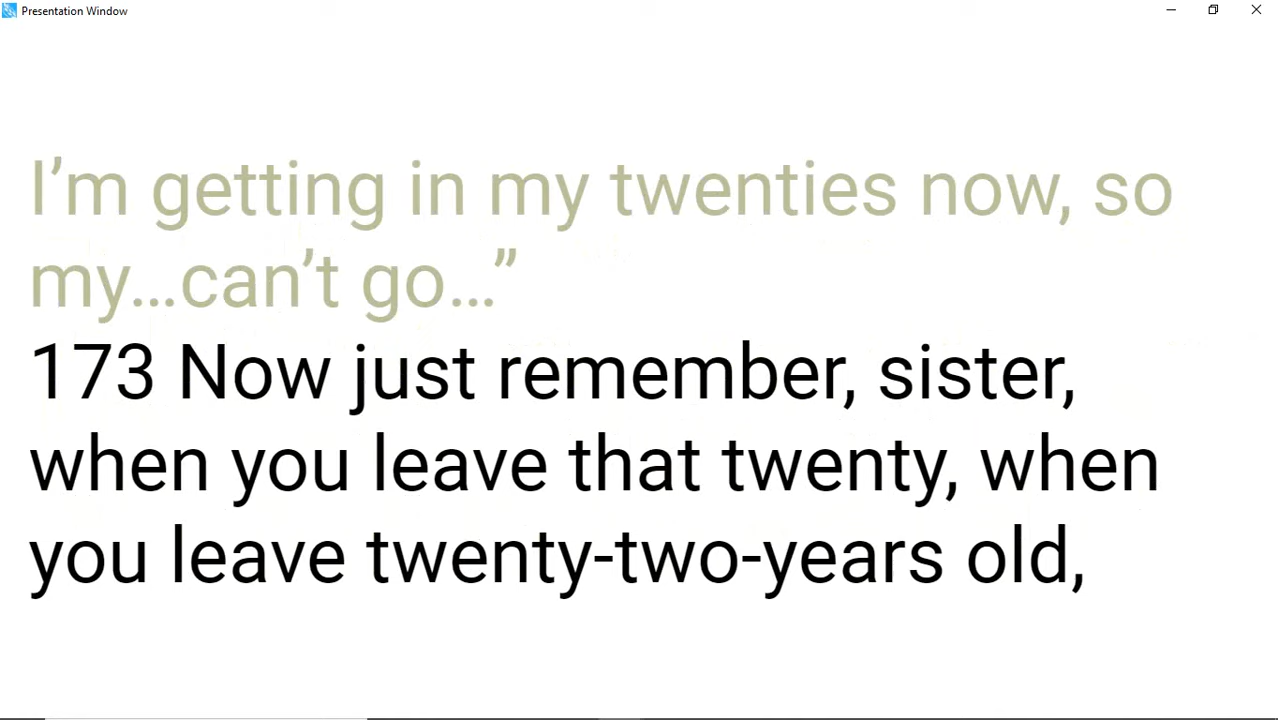 Presentation Window
I’m getting in my twenties now, so
my…can’t go…”
173 Now just remember, sister,
when you leave that twenty, when
you leave twenty-two-years old,